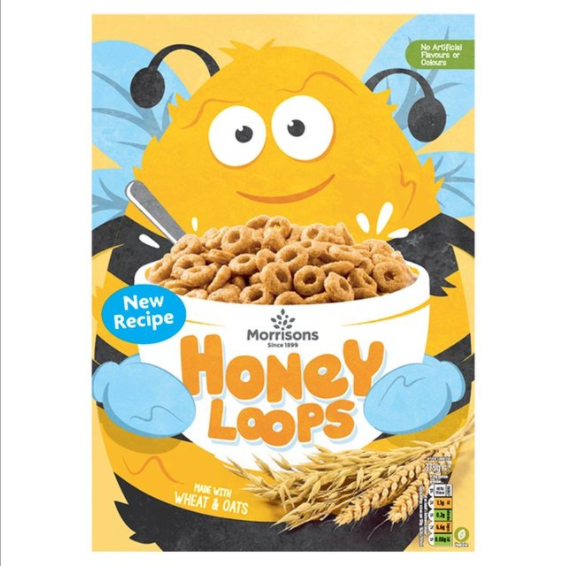 No Artificial
Flavours or
Colours
New
Recipe
Morrisons
Since 1899
HONEY
LOOPS
MADE WITH
WHEAT & OATS